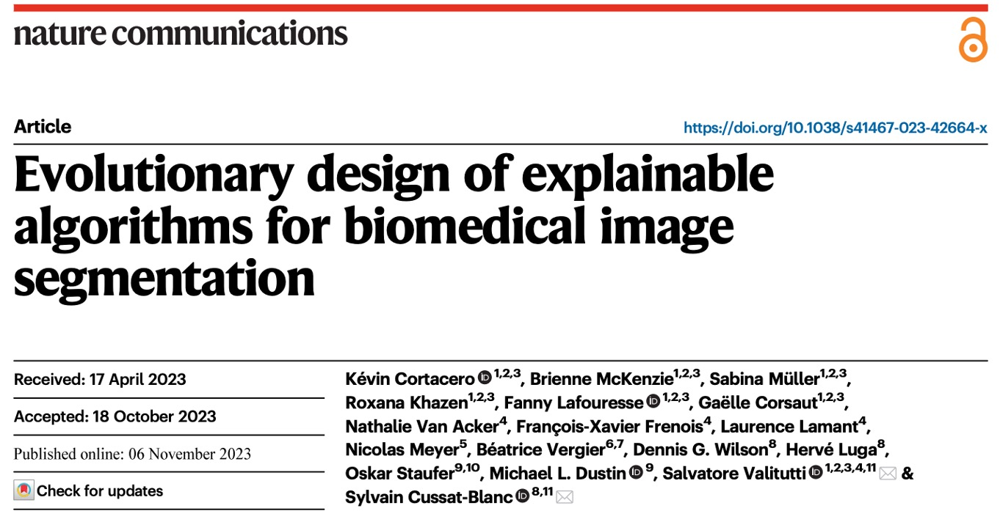 nature communications
Article
https://doi.org/10.1038/s41467-023-42664-x
Evolutionary design of explainable
algorithms for biomedical image
segmentation
Received: 17 April 2023
Accepted: 18 October 2023
Published online: 06 November 2023
Check for updates
Kévin Cortacero iD 1,2,3, Brienne McKenzie1,2,3, Sabina Müller1,2,3,
Roxana Khazen1,2,3, Fanny Lafouresse iD 1,2,3, Gaëlle Corsaut1,2,3,
Nathalie Van Acker4, François-Xavier Frenois4, Laurence Lamant4,
Nicolas Meyer5, Béatrice Vergier6,7, Dennis G. Wilson8, Hervé Luga8,
Oskar Staufer9,10, Michael L. Dustin iD 9, Salvatore Valitutti iD 1,2,3,4,11 &
Sylvain Cussat-Blanc iD 8,11